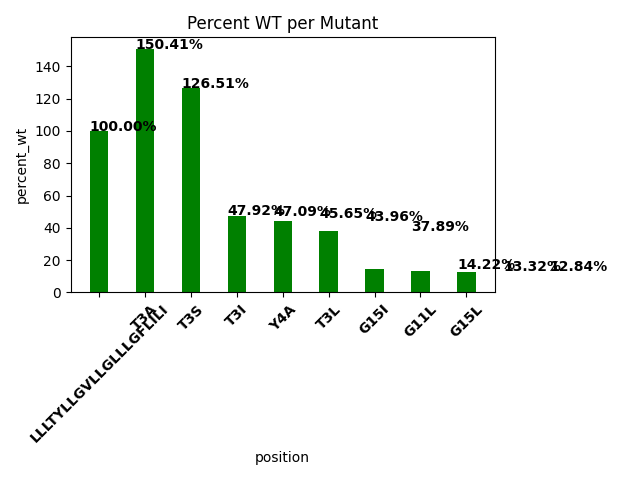 Percent WT per Mutant
percent_wt
140
120
100
80
60
40
20
0
100.00%
150.41%
126.51%
47.92%
47.09%
45.65%
43.96%
37.89%
14.22%
13.32%
12.84%
LLLTYLLGVLLGLLLGFLILI
T3A
T3S
T3I
Y4A
T3L
G15I
G11L
G15L
position